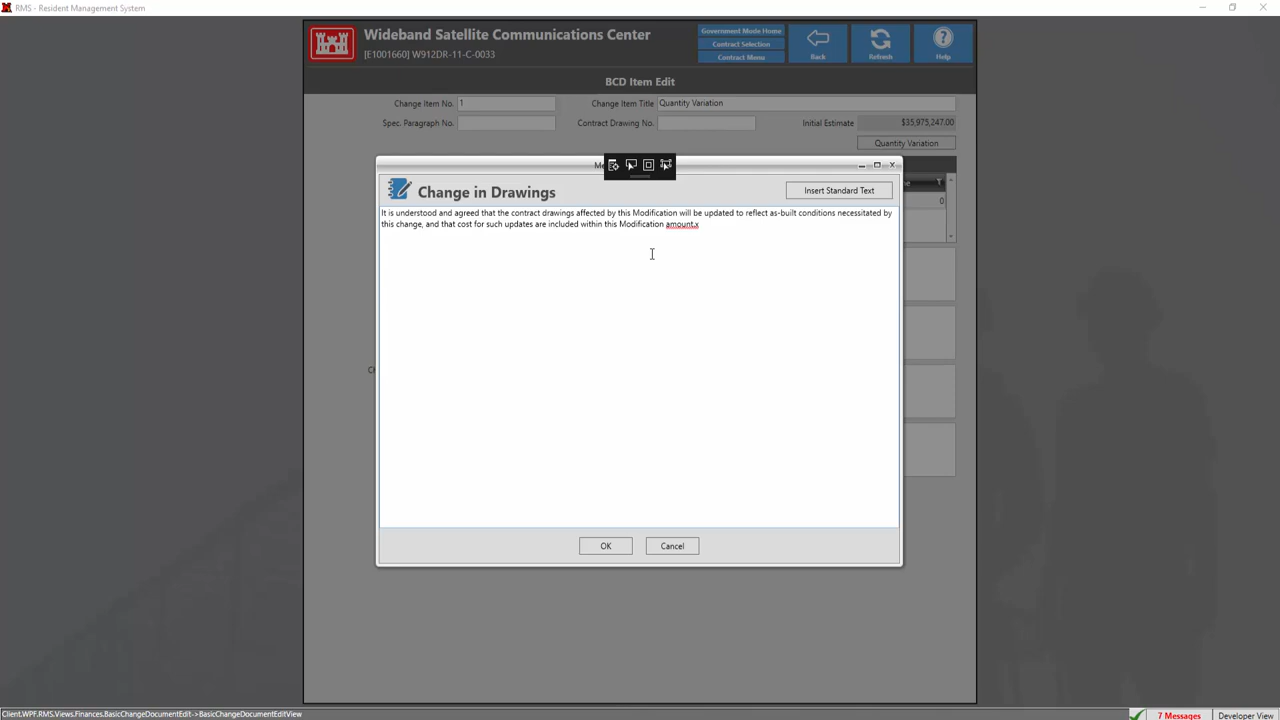 RMS - Resident Management System
Wideband Satellite Communications Center
[E1001660] W912DR-11-C-0033
Government Mode Home
Contract Selection
Contract Menu
Back
Refresh
Help
BCD Item Edit
Change Item No. 1
Change Item Title Quantity Variation
Spec. Paragraph No.
Contract Drawing No.
Initial Estimate $35,975,247.00
Quantity Variation
Change in Drawings
Insert Standard Text
0
It is understood and agreed that the contract drawings affected by this Modification will be updated to reflect as-built conditions necessitated by
this change, and that cost for such updates are included within this Modification amount.x
OK
Cancel
Client.WPF.RMS.Views.Finances.BasicChangeDocumentEdit->BasicChangeDocumentEditView
7 Messages
Developer View